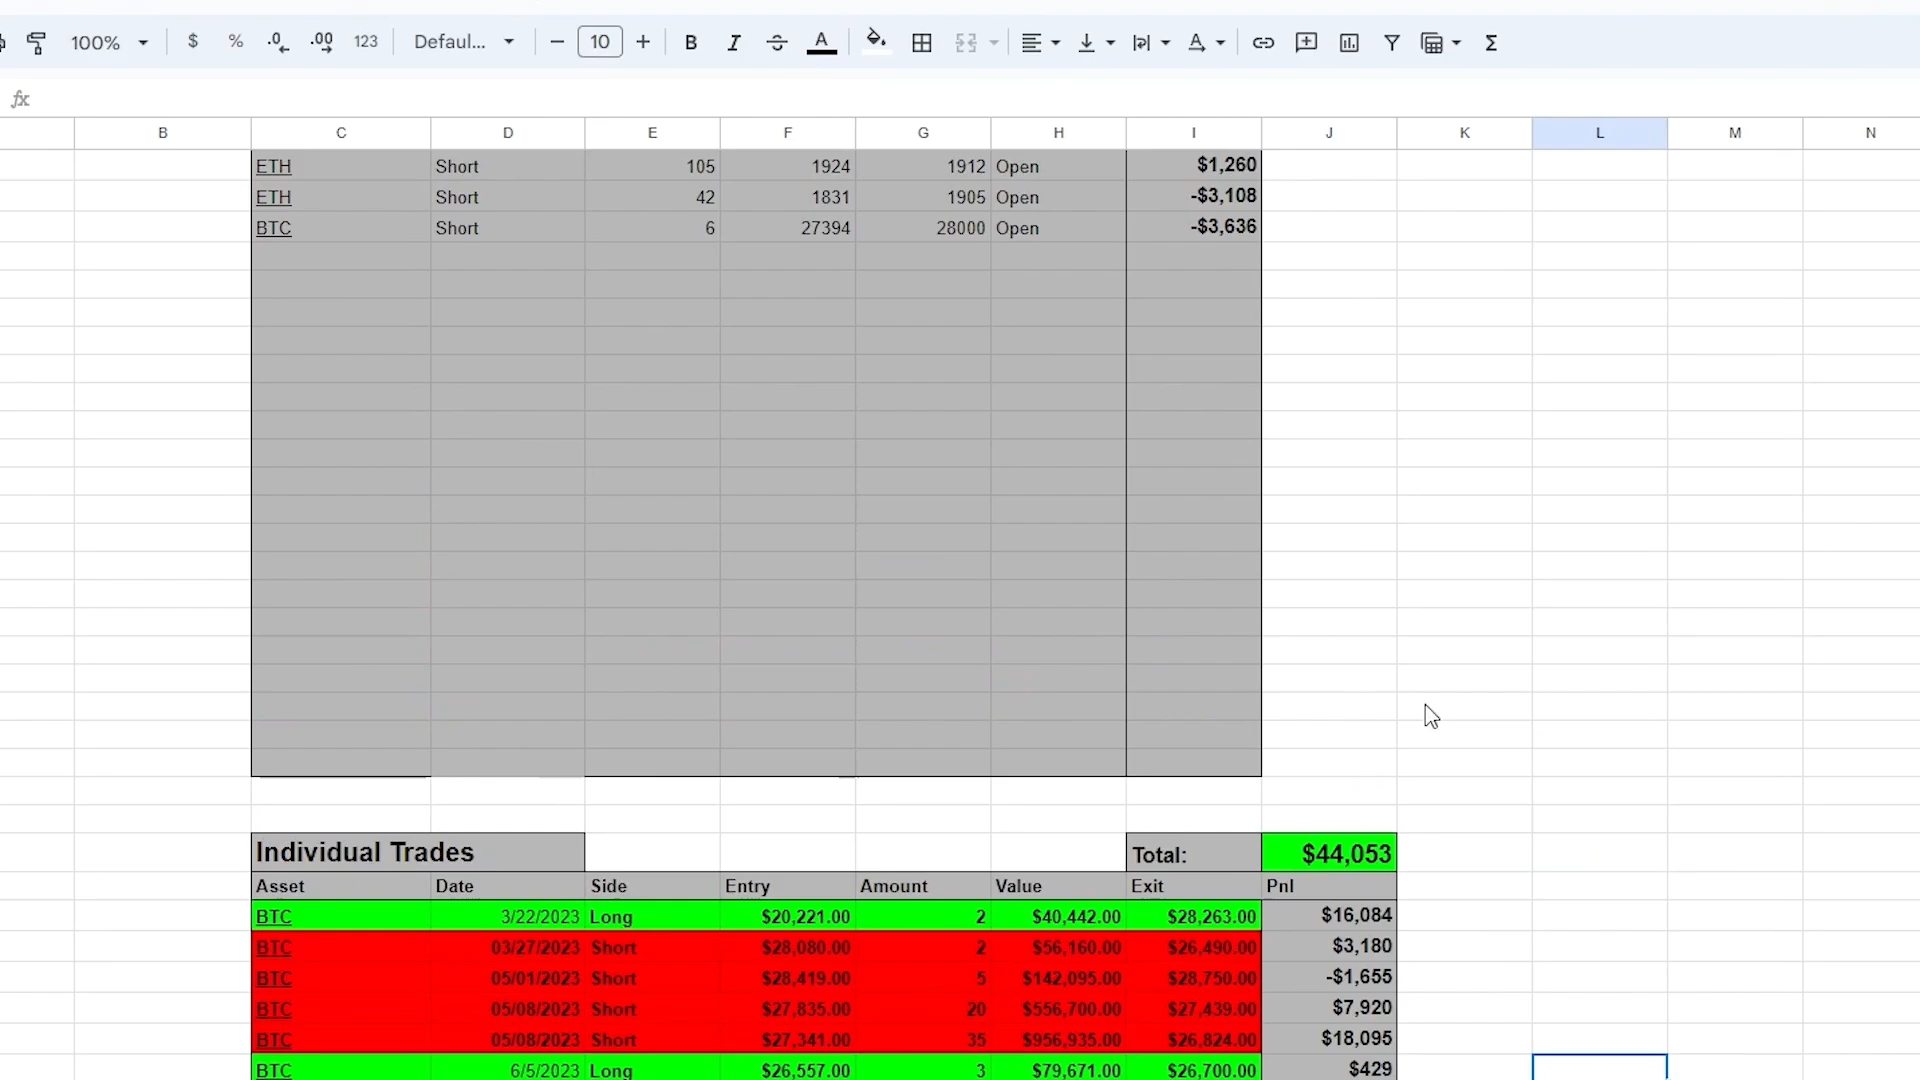 100% $ % .0 .00 123 Defaul... 10 B I A A Σ
fx
B C D E F G H I J K L M N
ETH Short 105 1924 1912 Open $1,260
ETH Short 42 1831 1905 Open -$3,108
BTC Short 6 27394 28000 Open -$3,636
Individual Trades Total: $44,053
Asset Date Side Entry Amount Value Exit Pnl
BTC 3/22/2023 Long $20,221.00 2 $40,442.00 $28,263.00 $16,084
BTC 03/27/2023 Short $28,080.00 2 $56,160.00 $26,490.00 $3,180
BTC 05/01/2023 Short $28,419.00 5 $142,095.00 $28,750.00 -$1,655
BTC 05/08/2023 Short $27,835.00 20 $556,700.00 $27,439.00 $7,920
BTC 05/08/2023 Short $27,341.00 35 $956,935.00 $26,824.00 $18,095
BTC 6/5/2023 Long $26,557.00 3 $79,671.00 $26,700.00 $429